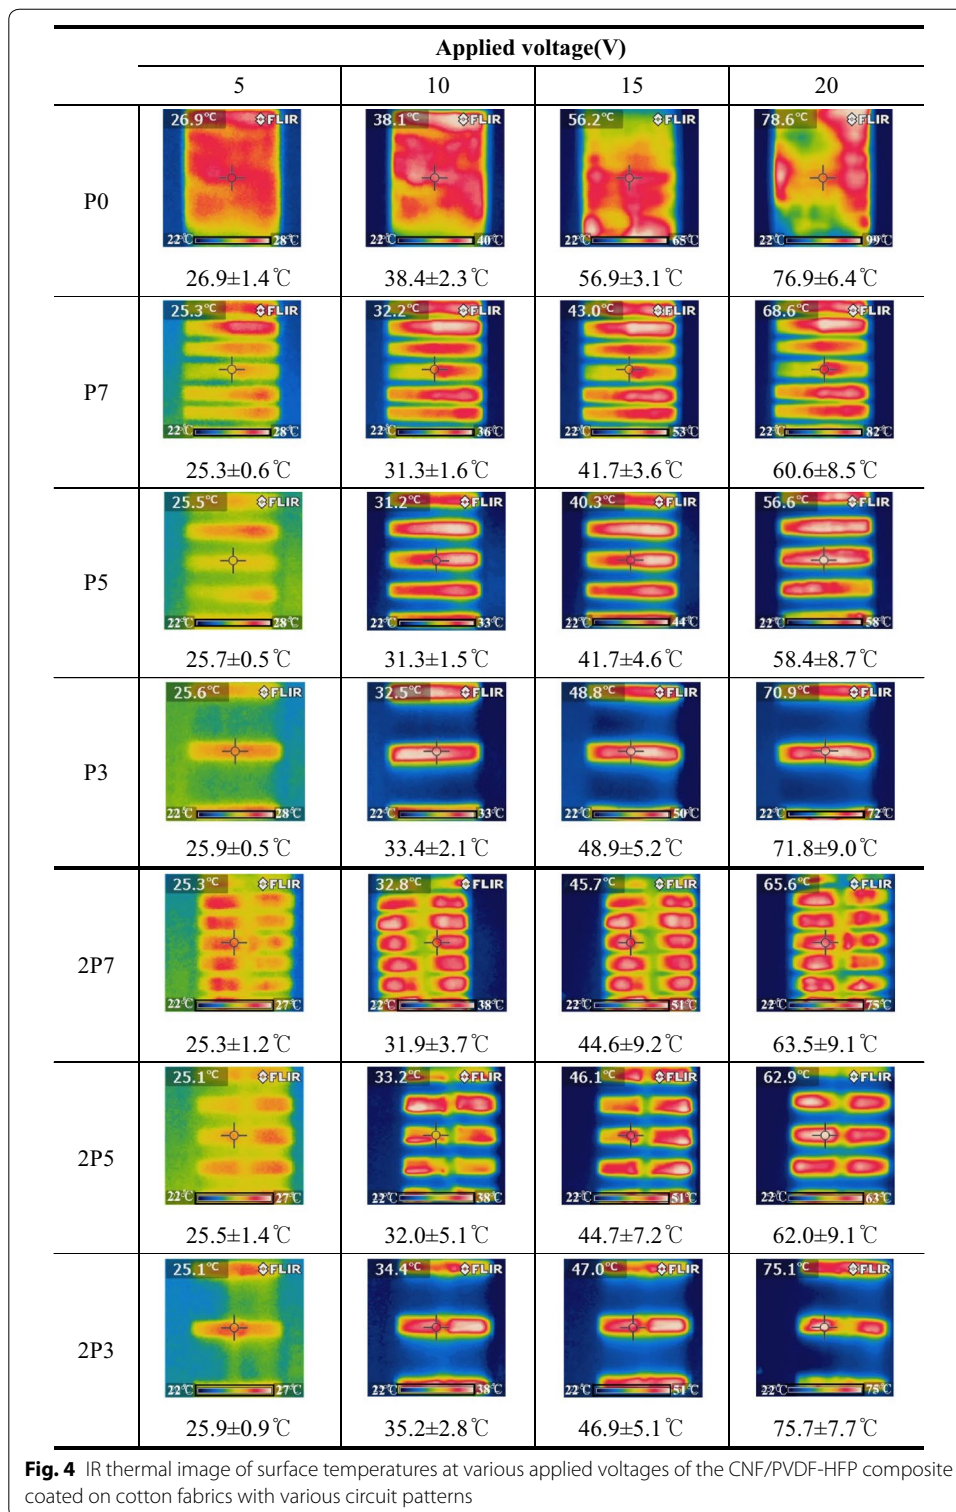 Applied voltage(V)
5 10 15 20
P0
26.9°C FLIR 38.1°C FLIR 56.2°C FLIR 78.6°C FLIR
22℃ 28℃ 22℃ 40℃ 22℃ 65℃ 22℃ 99℃
26.9±1.4℃ 38.4±2.3℃ 56.9±3.1℃ 76.9±6.4℃
P7
25.3°C FLIR 32.2°C FLIR 43.0°C FLIR 68.6°C FLIR
22℃ 28℃ 22℃ 36℃ 22℃ 53℃ 22℃ 82℃
25.3±0.6℃ 31.3±1.6℃ 41.7±3.6℃ 60.6±8.5℃
P5
25.5°C FLIR 31.2°C FLIR 40.3°C FLIR 56.6°C FLIR
22℃ 28℃ 22℃ 33℃ 22℃ 44℃ 22℃ 58℃
25.7±0.5℃ 31.3±1.5℃ 41.7±4.6℃ 58.4±8.7℃
P3
25.6°C FLIR 32.5°C FLIR 48.8°C FLIR 70.9°C FLIR
22℃ 28℃ 22℃ 33℃ 22℃ 50℃ 22℃ 72℃
25.9±0.5℃ 33.4±2.1℃ 48.9±5.2℃ 71.8±9.0℃
2P7
25.3°C FLIR 32.8°C FLIR 45.7°C FLIR 65.6°C FLIR
22℃ 27℃ 22℃ 38℃ 22℃ 51℃ 22℃ 75℃
25.3±1.2℃ 31.9±3.7℃ 44.6±9.2℃ 63.5±9.1℃
2P5
25.1°C FLIR 33.2°C FLIR 46.1°C FLIR 62.9°C FLIR
22℃ 27℃ 22℃ 38℃ 22℃ 51℃ 22℃ 63℃
25.5±1.4℃ 32.0±5.1℃ 44.7±7.2℃ 62.0±9.1℃
2P3
25.1°C FLIR 34.4°C FLIR 47.0°C FLIR 75.1°C FLIR
22℃ 27℃ 22℃ 38℃ 22℃ 51℃ 22℃ 75℃
25.9±0.9℃ 35.2±2.8℃ 46.9±5.1℃ 75.7±7.7℃
Fig. 4 IR thermal image of surface temperatures at various applied voltages of the CNF/PVDF-HFP composite
coated on cotton fabrics with various circuit patterns